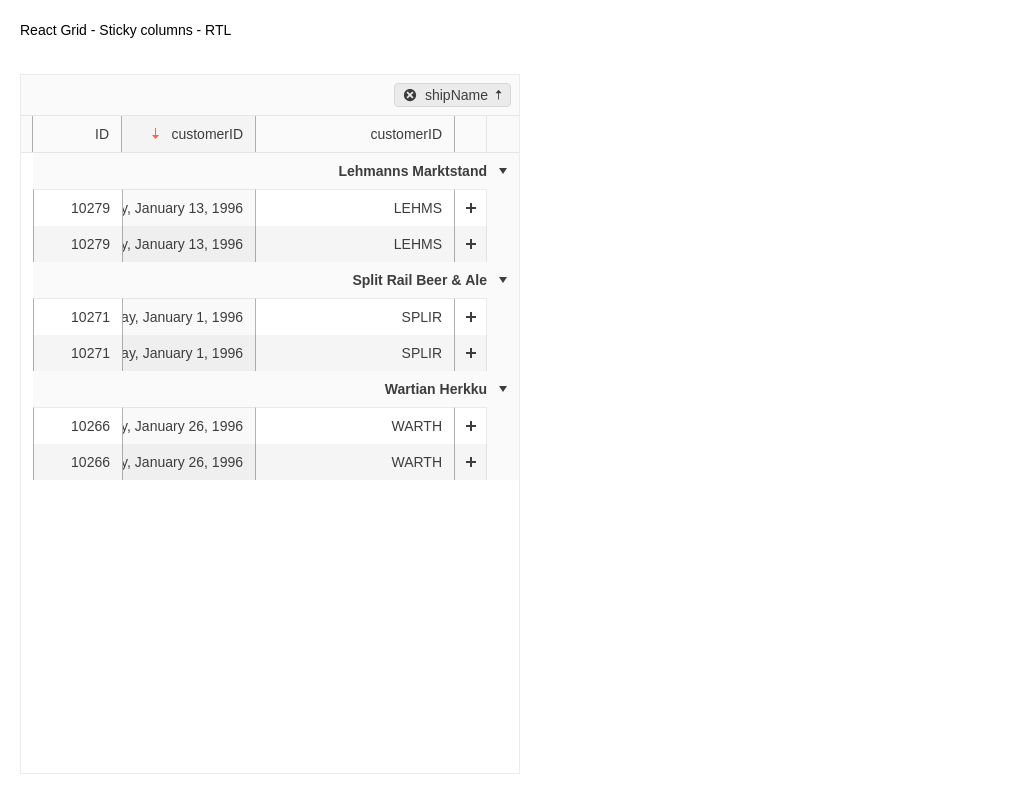 React Grid - Sticky columns - RTL
shipName
ID customerID customerID
Lehmanns Marktstand
10279 y, January 13, 1996 LEHMS
10279 y, January 13, 1996 LEHMS
Split Rail Beer & Ale
10271 ay, January 1, 1996 SPLIR
10271 ay, January 1, 1996 SPLIR
Wartian Herkku
10266 y, January 26, 1996 WARTH
10266 y, January 26, 1996 WARTH